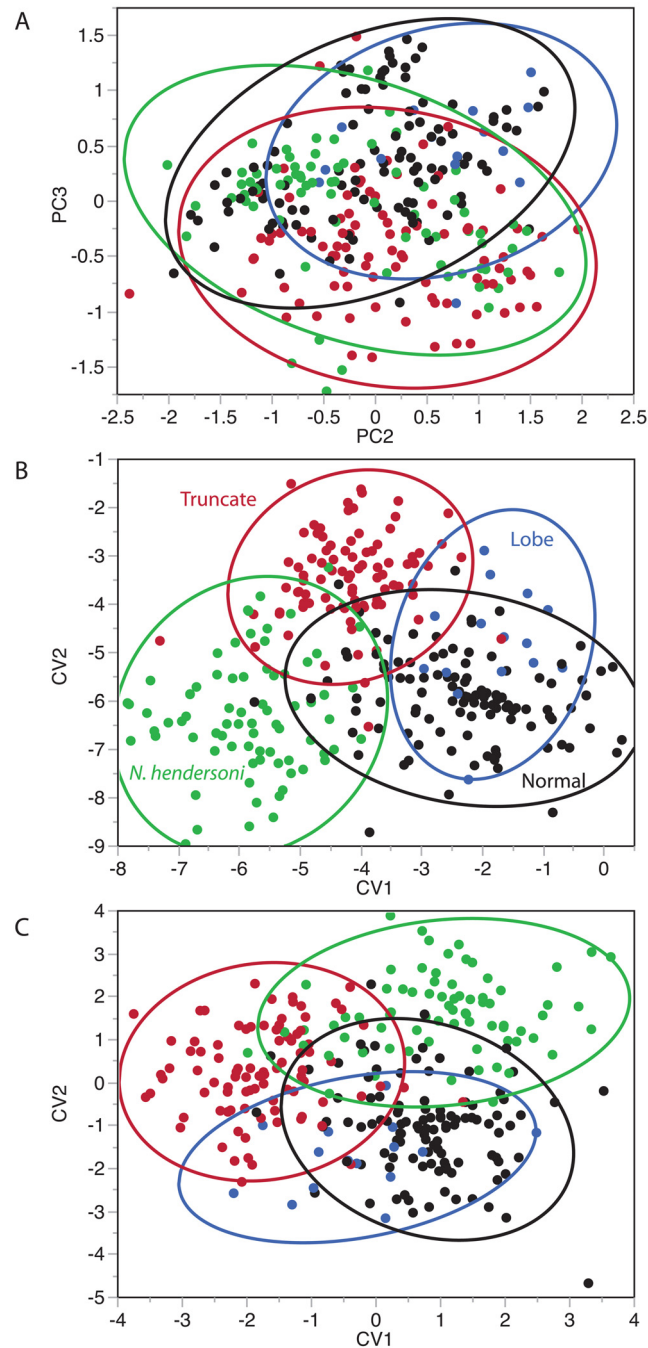 A
1.5
1
0.5
0
-0.5
-1
-1.5
PC3
-2.5 -2 -1.5 -1 -0.5 0 0.5 1 1.5 2 2.5
PC2
B
-1
-2
-3
-4
-5
-6
-7
-8
-9
CV2
Truncate
Lobe
N. hendersoni
Normal
-8 -7 -6 -5 -4 -3 -2 -1 0
CV1
C
4
3
2
1
0
-1
-2
-3
-4
-5
CV2
-4 -3 -2 -1 0 1 2 3 4
CV1